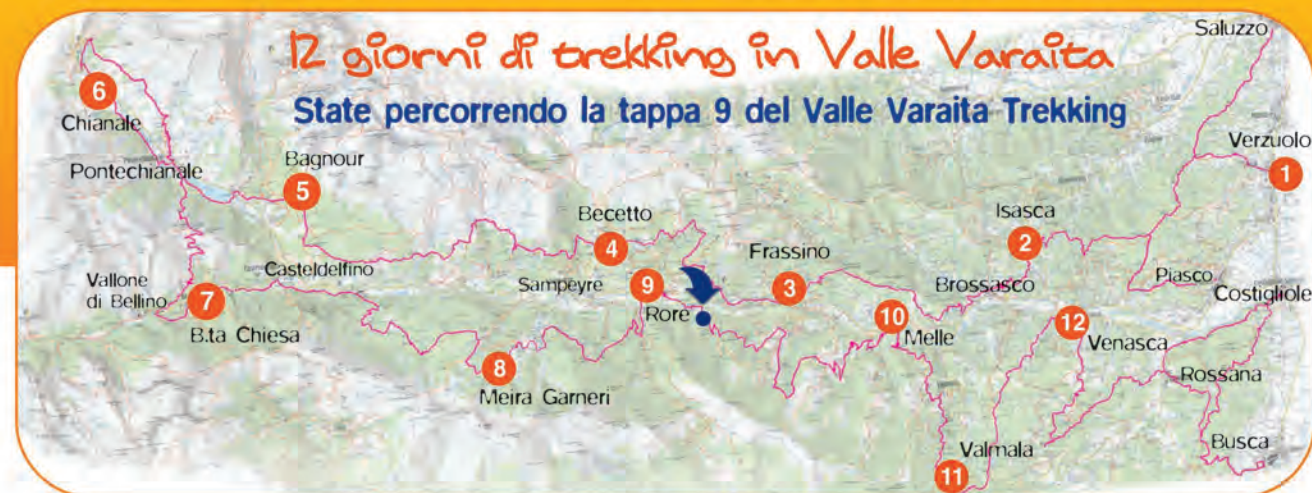 12 giorni di trekking in Valle Varaita
State percorrendo la tappa 9 del Valle Varaita Trekking
Saluzzo
6
Chianale
Verzuolo
1
Pontechianale
Bagnour
5
Becetto
4
Isasca
2
Frassino
3
Vallone
di Bellino
7
B.ta Chiesa
Casteldelfino
Sampeyre
9
Rore
Brossasco
Piasco
Costigliole
10
Melle
12
Venasca
8
Meira Garneri
Rossana
Busca
Valmala
11